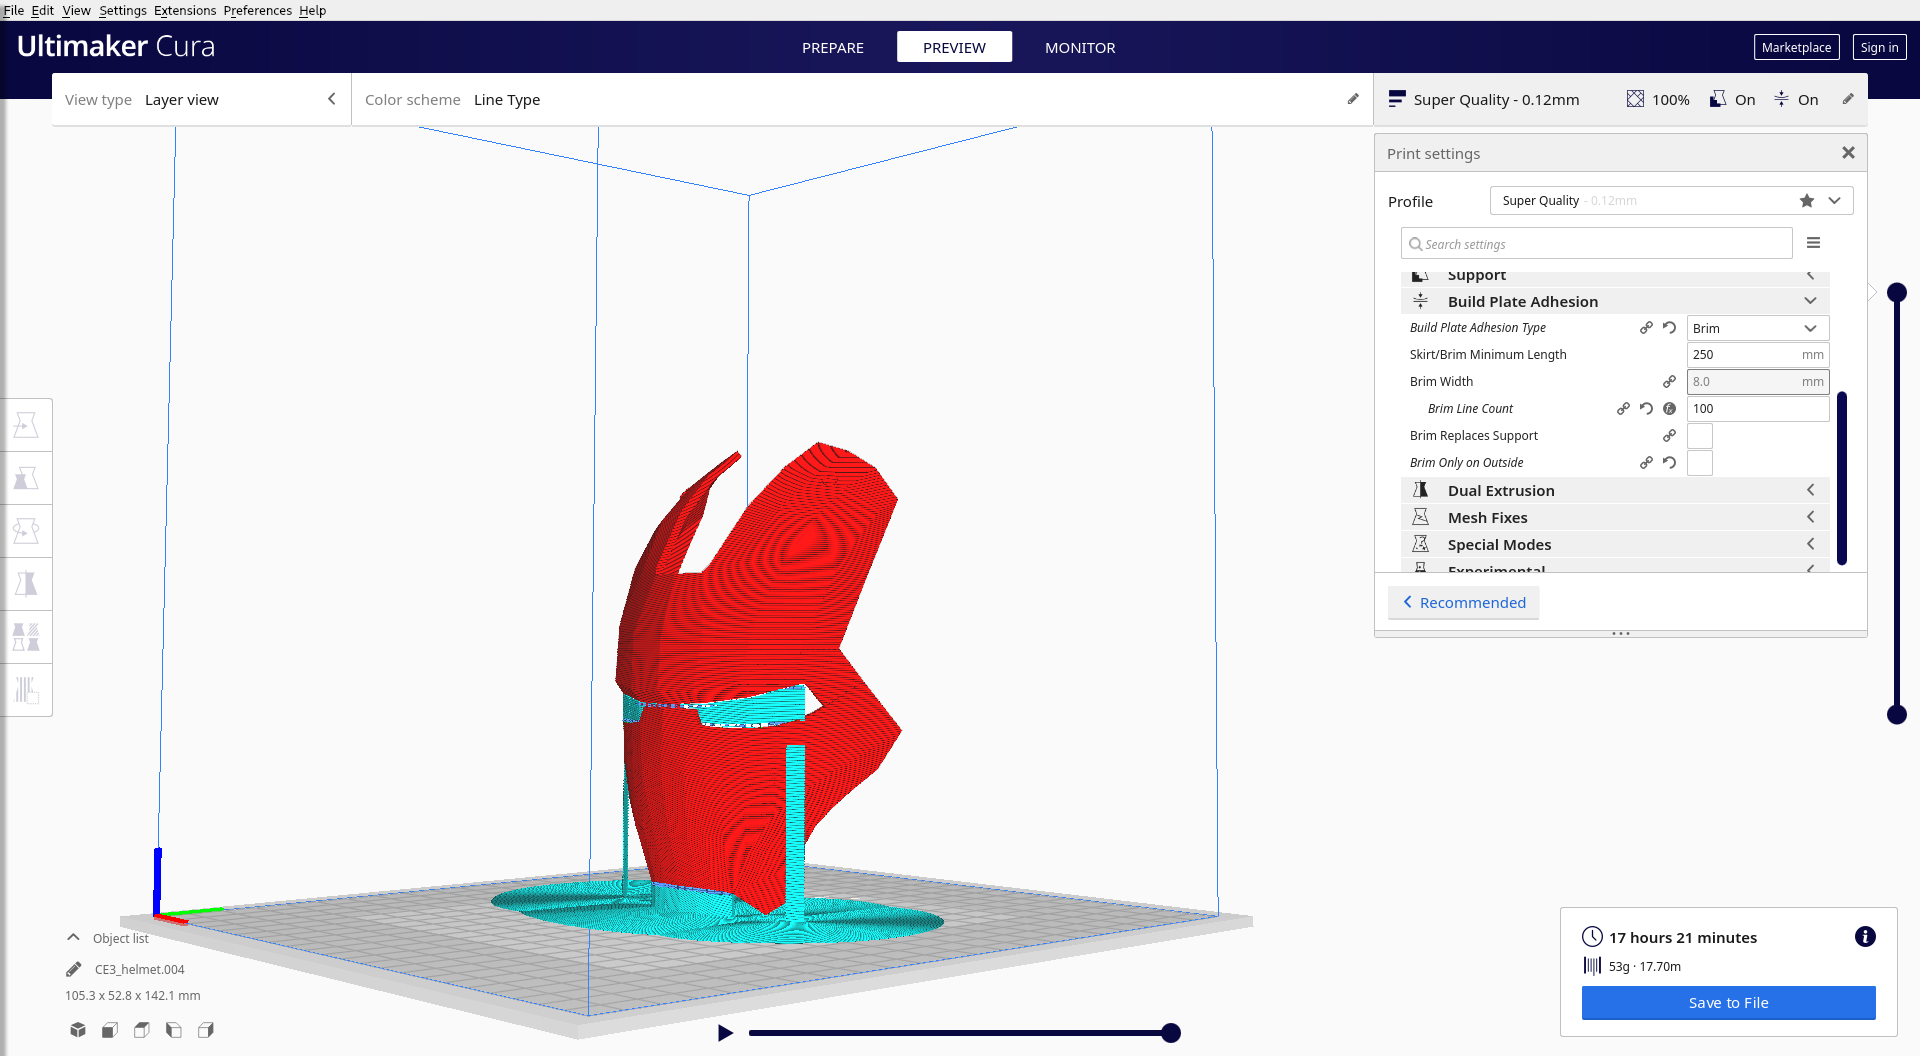 File Edit View Settings Extensions Preferences Help
Ultimaker Cura
PREPARE PREVIEW MONITOR
Marketplace Sign in
View type Layer view
Color scheme Line Type
Super Quality - 0.12mm 100% On On
Print settings
Profile Super Quality - 0.12mm
Search settings
Support
Build Plate Adhesion
Build Plate Adhesion Type Brim
Skirt/Brim Minimum Length 250 mm
Brim Width 8.0 mm
Brim Line Count 100
Brim Replaces Support
Brim Only on Outside
Dual Extrusion
Mesh Fixes
Special Modes
Experimental
Recommended
Object list
CE3_helmet.004
105.3 x 52.8 x 142.1 mm
17 hours 21 minutes
53g · 17.70m
Save to File